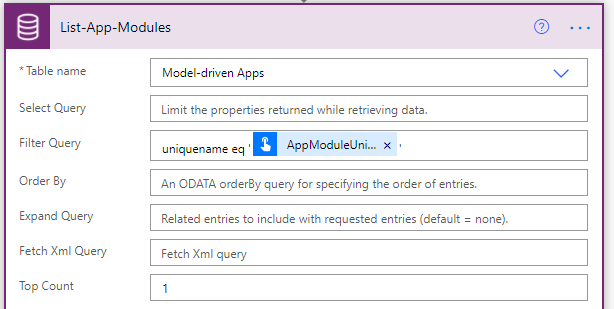 List-App-Modules
* Table name Model-driven Apps
Select Query Limit the properties returned while retrieving data.
Filter Query uniquename eq ' AppModuleUni... × '
Order By An ODATA orderBy query for specifying the order of entries.
Expand Query Related entries to include with requested entries (default = none).
Fetch Xml Query Fetch Xml query
Top Count 1